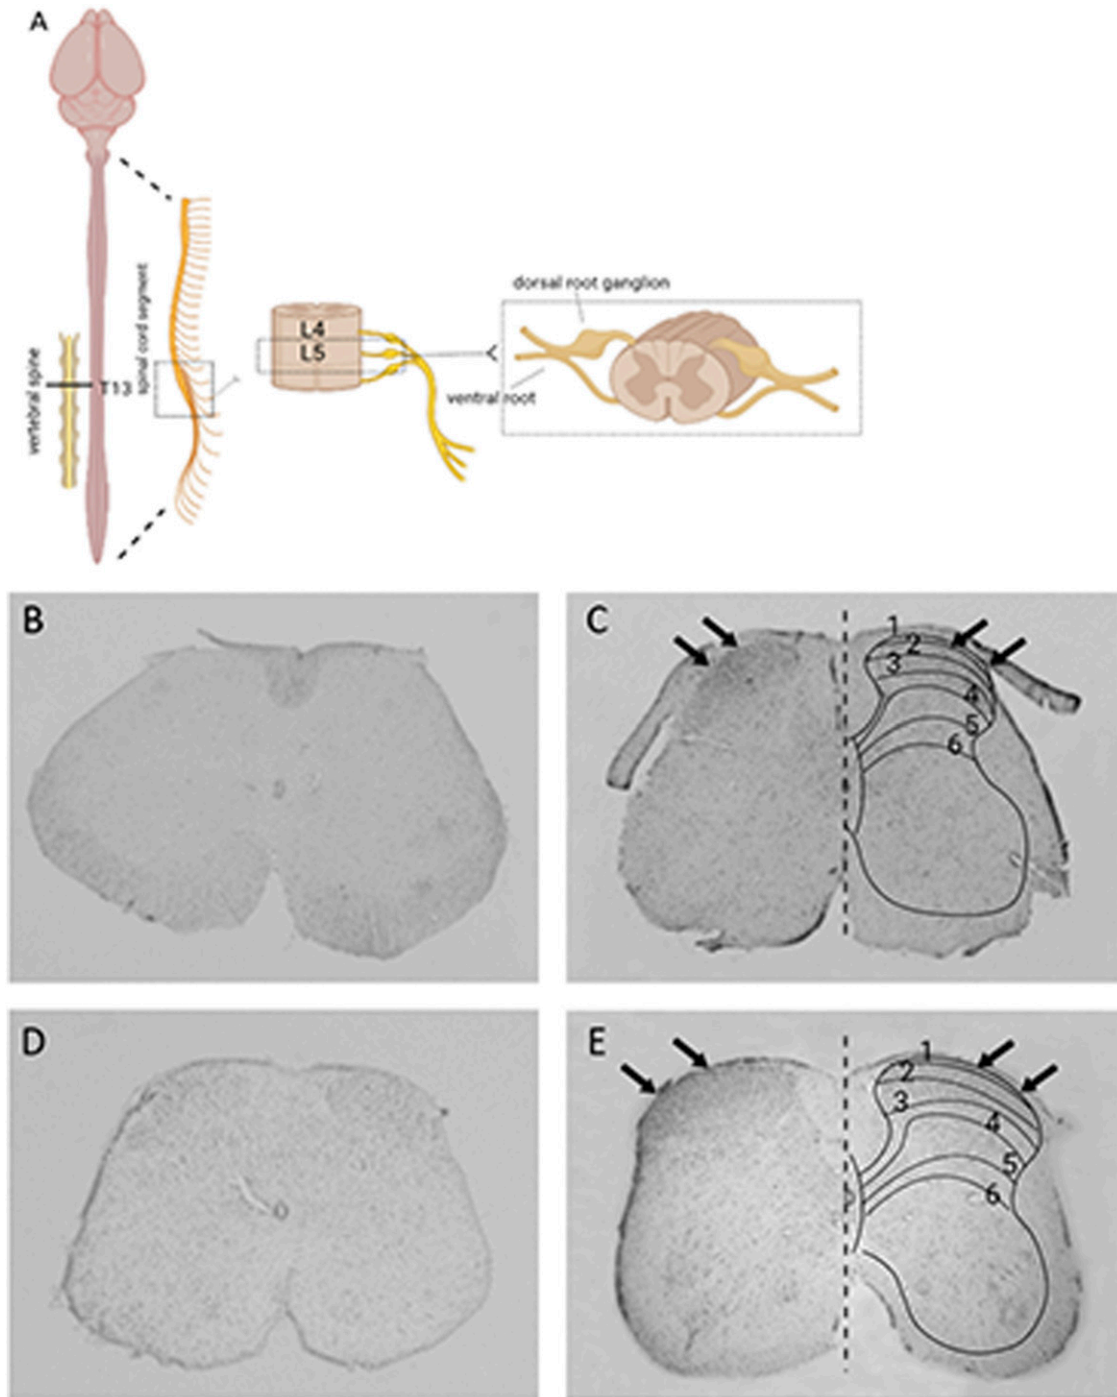 A
vertebral spine
T13
spinal cord segment
L4
L5
dorsal root ganglion
ventral root
B
C
1
2
3
4
5
6
D
E
1
2
3
4
5
6